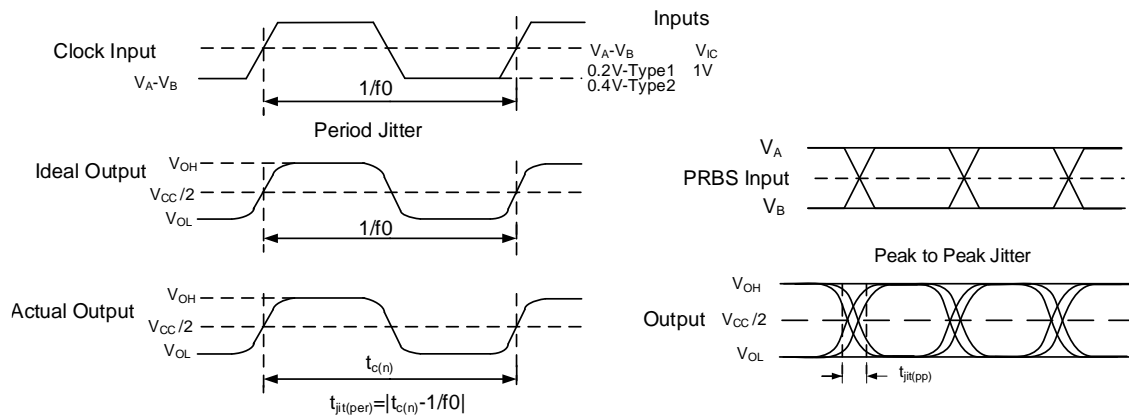 Inputs
Clock Input
V_A-V_B V_IC
V_A-V_B
0.2V-Type1 1V
0.4V-Type2
1/f0
Period Jitter
Ideal Output
V_OH
V_CC/2
V_OL
1/f0
Actual Output
V_OH
V_CC/2
V_OL
t_c(n)
t_jit(per)=|t_c(n)-1/f0|
V_A
PRBS Input
V_B
Peak to Peak Jitter
V_OH
Output
V_CC/2
V_OL
t_jit(pp)